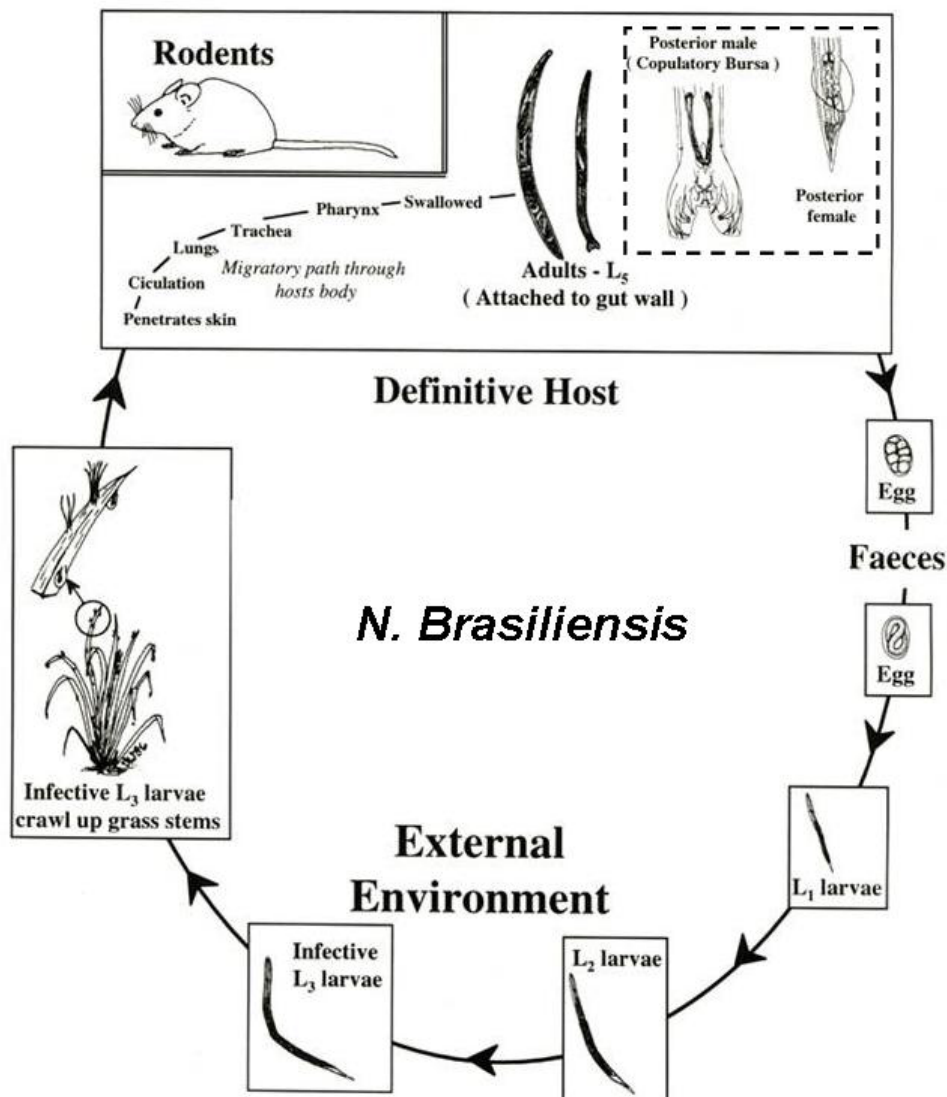 Rodents
Posterior male
( Copulatory Bursa )
Posterior
female
Swallowed
Pharynx
Trachea
Lungs
Ciculation
Penetrates skin
Migratory path through
hosts body
Adults - L₅
( Attached to gut wall )
Definitive Host
Egg
Faeces
Egg
N. Brasiliensis
L₁ larvae
External
Environment
L₂ larvae
Infective
L₃ larvae
Infective L₃ larvae
crawl up grass stems